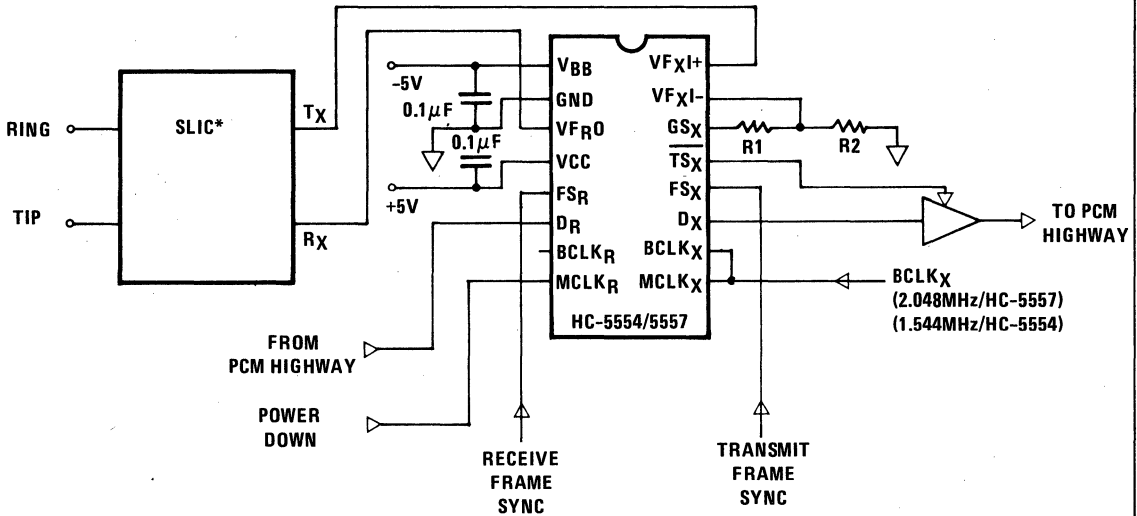 RING
TIP
SLIC*
TX
RX
–5V
0.1µF
0.1µF
+5V
VBB
GND
VFRO
VCC
FSR
DR
BCLKR
MCLKR
VFXI+
VFXI-
GSX
TSX
FSX
DX
BCLKX
MCLKX
HC-5554/5557
R1
R2
TO PCM
HIGHWAY
BCLKX
(2.048MHz/HC-5557)
(1.544MHz/HC-5554)
FROM
PCM HIGHWAY
POWER
DOWN
RECEIVE
FRAME
SYNC
TRANSMIT
FRAME
SYNC